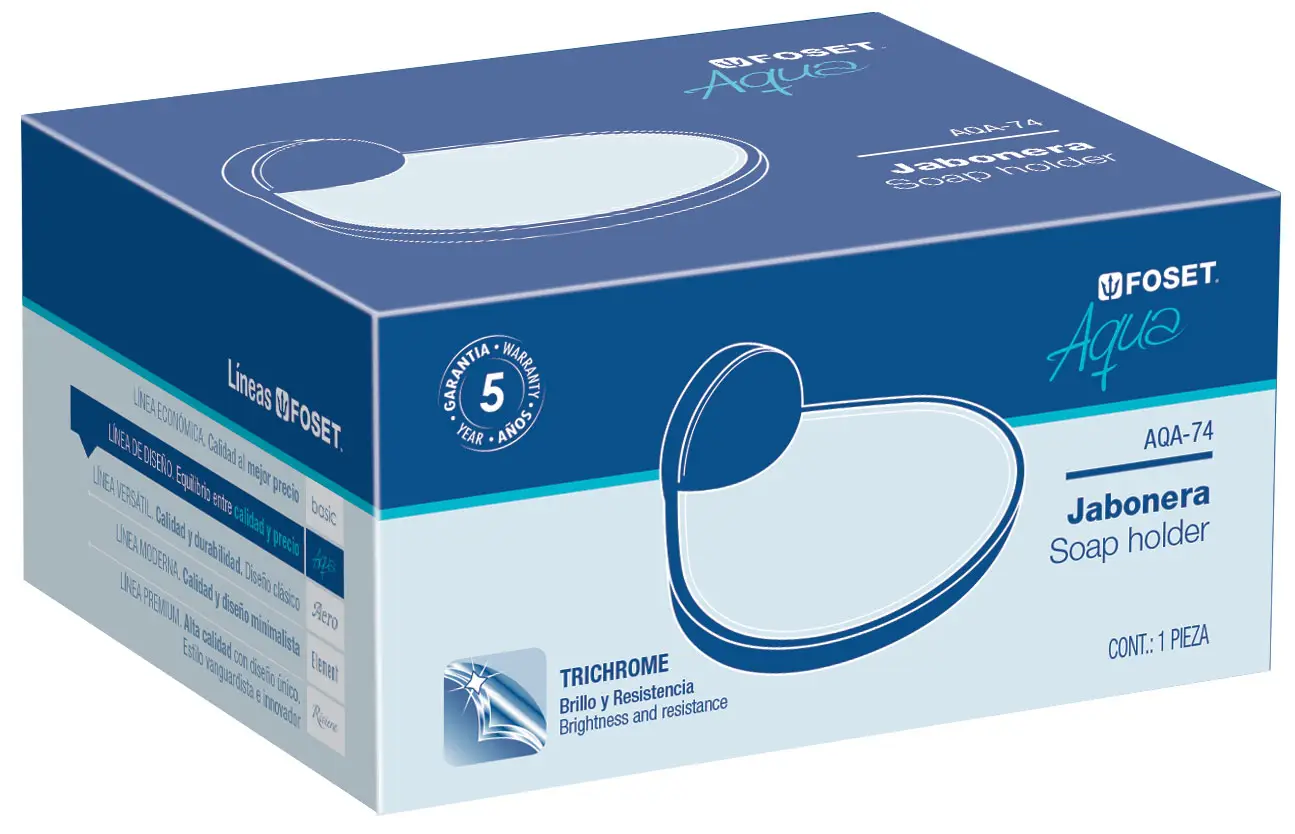 FOSET
Aqua
AQA-74
Jabonera
Soap holder
FOSET
Aqua
AQA-74
Jabonera
Soap holder
CONT.: 1 PIEZA
GARANTIA • WARRANTY
5
YEAR • AÑOS
TRICHROME
Brillo y Resistencia
Brightness and resistance
Líneas FOSET
LÍNEA ECONÓMICA. Calidad al mejor precio basic
LÍNEA DE DISEÑO. Equilibrio entre calidad y precio Aqua
LÍNEA VERSÁTIL. Calidad y durabilidad. Diseño clásico Aero
LÍNEA MODERNA. Calidad y diseño minimalista Element
LÍNEA PREMIUM. Alta calidad con diseño único. Riviera
Estilo vanguardista e innovador